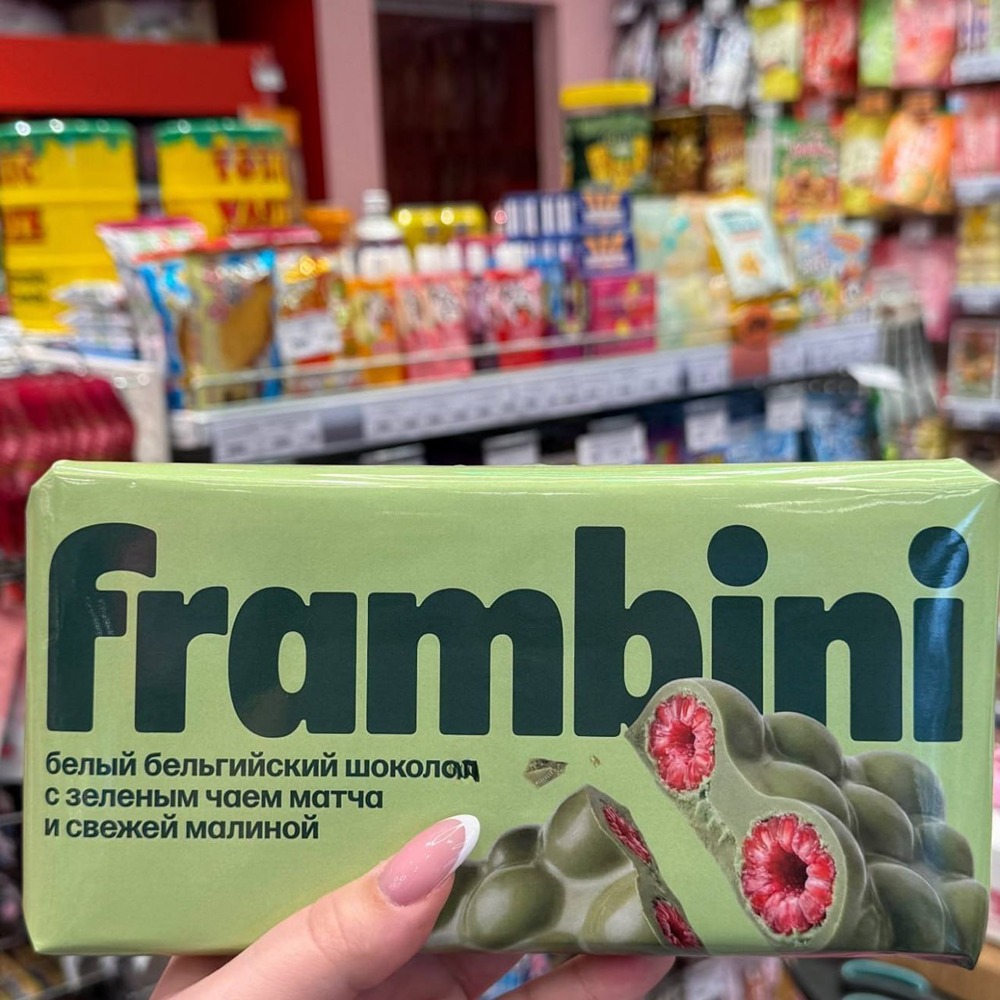 frambini
белый бельгийский шоколад
с зеленым чаем матча
и свежей малиной